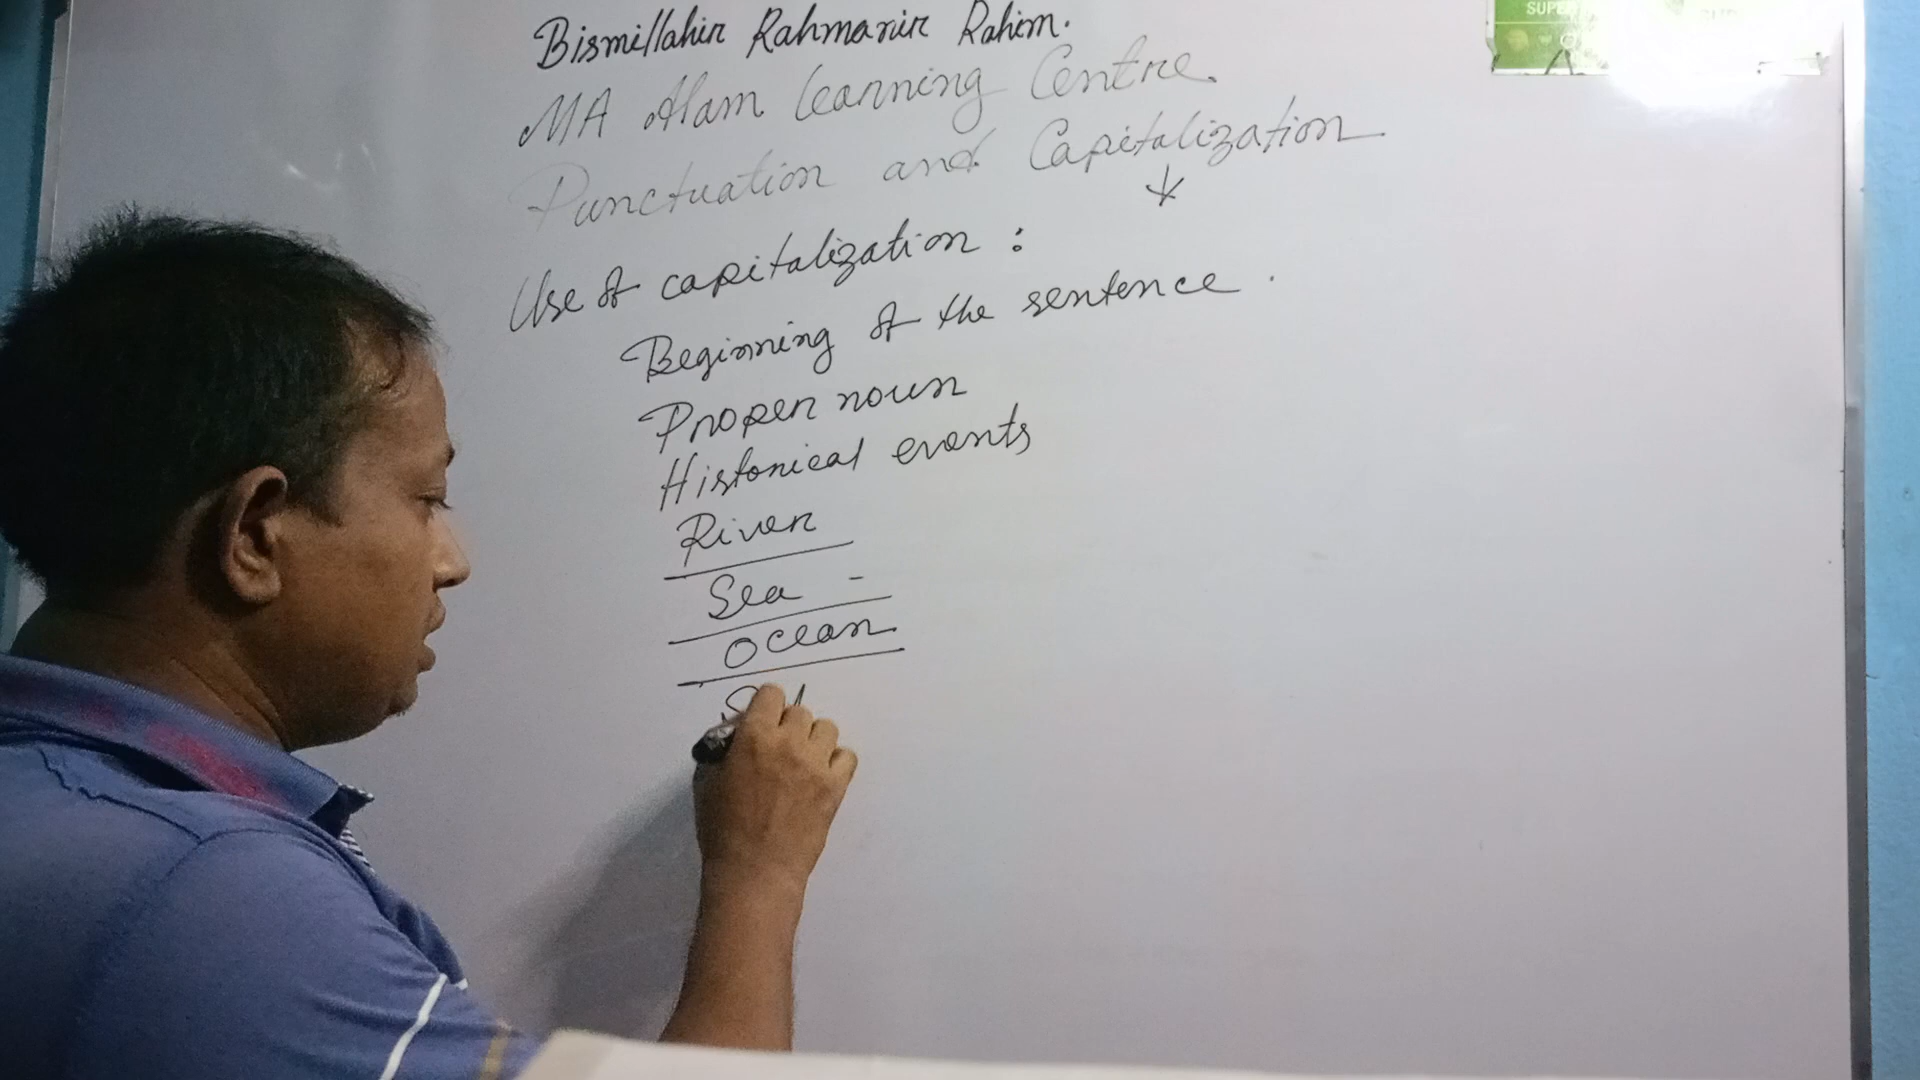 SUPER
Bismillahir Rahmanir Rahim.
MA Alam Learning Centre.
Punctuation and Capitalization
Use of capitalization :
Beginning of the sentence.
Proper noun
Historical events
River
Sea -
Ocean